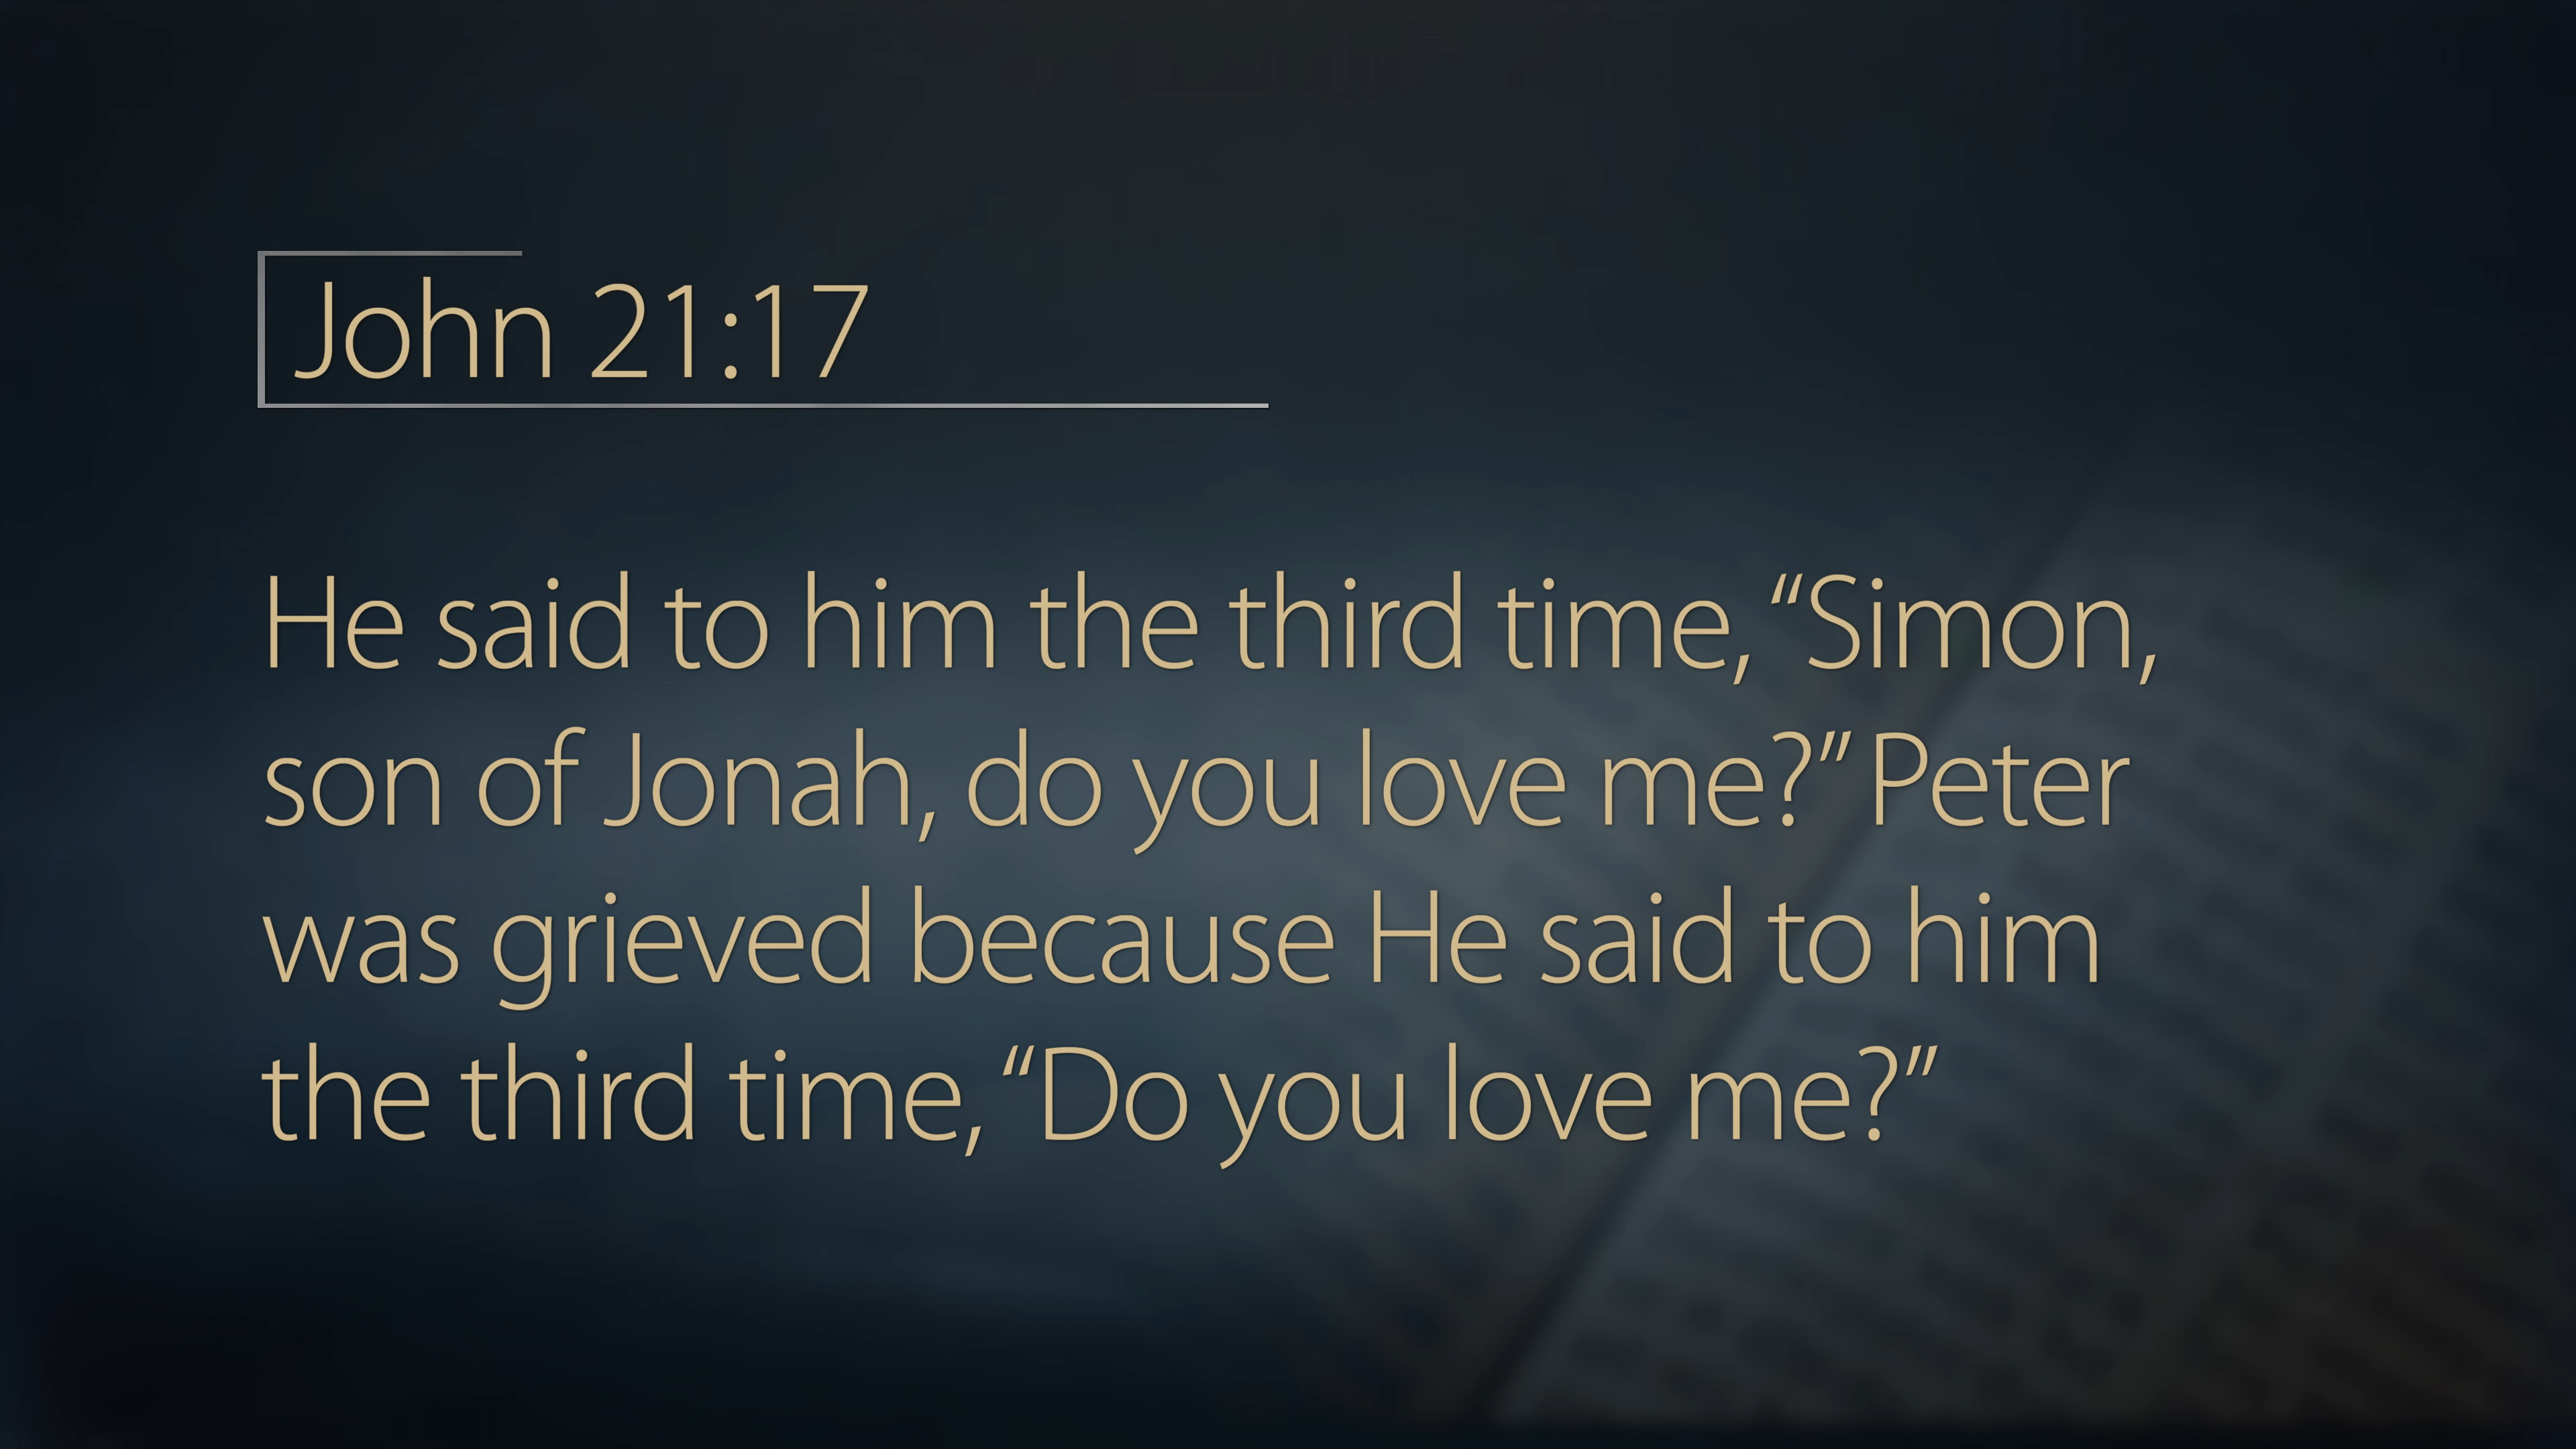 John 21:17
He said to him the third time, “Simon,
son of Jonah, do you love me?” Peter
was grieved because He said to him
the third time, “Do you love me?”